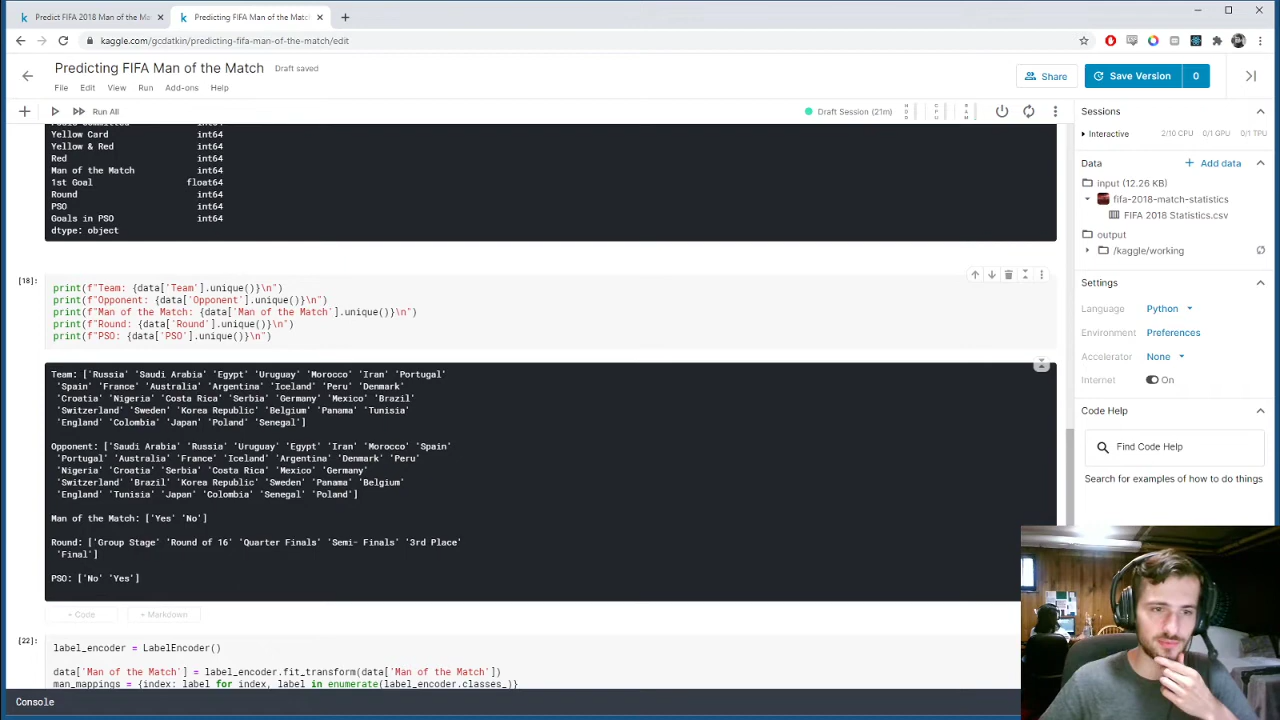 Predict FIFA 2018 Man of the Ma
Predicting FIFA Man of the Matc
kaggle.com/gcdatkin/predicting-fifa-man-of-the-match/edit
Predicting FIFA Man of the Match
Draft saved
File Edit View Run Add-ons Help
Share
Save Version 0
Run All
Draft Session (21m)
Yellow Card int64
Yellow & Red int64
Red int64
Man of the Match int64
1st Goal float64
Round int64
PSO int64
Goals in PSO int64
dtype: object
[18]:
print(f"Team: {data['Team'].unique()}\n")
print(f"Opponent: {data['Opponent'].unique()}\n")
print(f"Man of the Match: {data['Man of the Match'].unique()}\n")
print(f"Round: {data['Round'].unique()}\n")
print(f"PSO: {data['PSO'].unique()}\n")
Team: ['Russia' 'Saudi Arabia' 'Egypt' 'Uruguay' 'Morocco' 'Iran' 'Portugal'
'Spain' 'France' 'Australia' 'Argentina' 'Iceland' 'Peru' 'Denmark'
'Croatia' 'Nigeria' 'Costa Rica' 'Serbia' 'Germany' 'Mexico' 'Brazil'
'Switzerland' 'Sweden' 'Korea Republic' 'Belgium' 'Panama' 'Tunisia'
'England' 'Colombia' 'Japan' 'Poland' 'Senegal']
Opponent: ['Saudi Arabia' 'Russia' 'Uruguay' 'Egypt' 'Iran' 'Morocco' 'Spain'
'Portugal' 'Australia' 'France' 'Iceland' 'Argentina' 'Denmark' 'Peru'
'Nigeria' 'Croatia' 'Serbia' 'Costa Rica' 'Mexico' 'Germany'
'Switzerland' 'Brazil' 'Korea Republic' 'Sweden' 'Panama' 'Belgium'
'England' 'Tunisia' 'Japan' 'Colombia' 'Senegal' 'Poland']
Man of the Match: ['Yes' 'No']
Round: ['Group Stage' 'Round of 16' 'Quarter Finals' 'Semi- Finals' '3rd Place'
'Final']
PSO: ['No' 'Yes']
+ Code + Markdown
[22]:
label_encoder = LabelEncoder()
data['Man of the Match'] = label_encoder.fit_transform(data['Man of the Match'])
man_mappings = {index: label for index, label in enumerate(label_encoder.classes_)}
Console
Sessions
Interactive 2/10 CPU 0/1 GPU 0/1 TPU
Data + Add data
input (12.26 KB)
fifa-2018-match-statistics
FIFA 2018 Statistics.csv
output
/kaggle/working
Settings
Language Python
Environment Preferences
Accelerator None
Internet On
Code Help
Find Code Help
Search for examples of how to do things